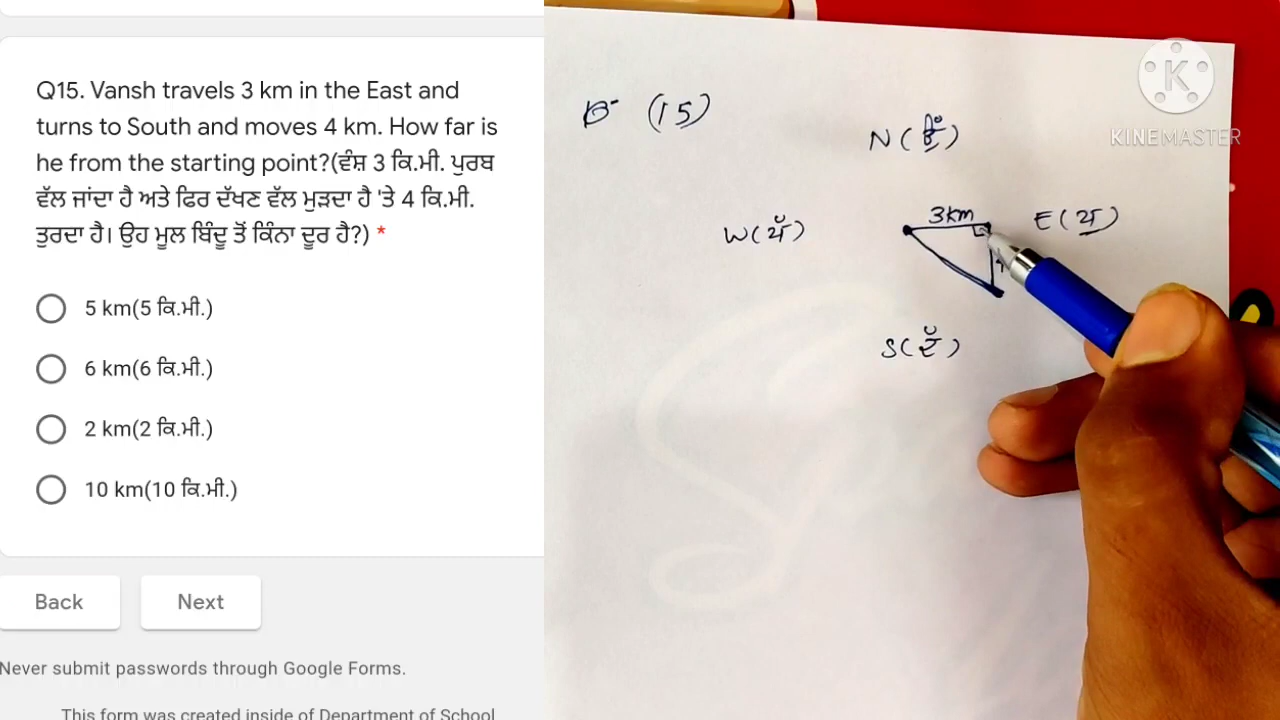 Q15. Vansh travels 3 km in the East and
turns to South and moves 4 km. How far is
he from the starting point?(ਵੰਸ਼ 3 ਕਿ.ਮੀ. ਪੁਰਬ
ਵੱਲ ਜਾਂਦਾ ਹੈ ਅਤੇ ਫਿਰ ਦੱਖਣ ਵੱਲ ਮੁੜਦਾ ਹੈ 'ਤੇ 4 ਕਿ.ਮੀ.
ਤੁਰਦਾ ਹੈ। ਉਹ ਮੂਲ ਬਿੰਦੂ ਤੋਂ ਕਿੰਨਾ ਦੂਰ ਹੈ?) *
5 km(5 ਕਿ.ਮੀ.)
6 km(6 ਕਿ.ਮੀ.)
2 km(2 ਕਿ.ਮੀ.)
10 km(10 ਕਿ.ਮੀ.)
Back Next
Never submit passwords through Google Forms.
This form was created inside of Department of School
(15)
N
3km
W E
S(ਦੱ)
K
KINEMASTER